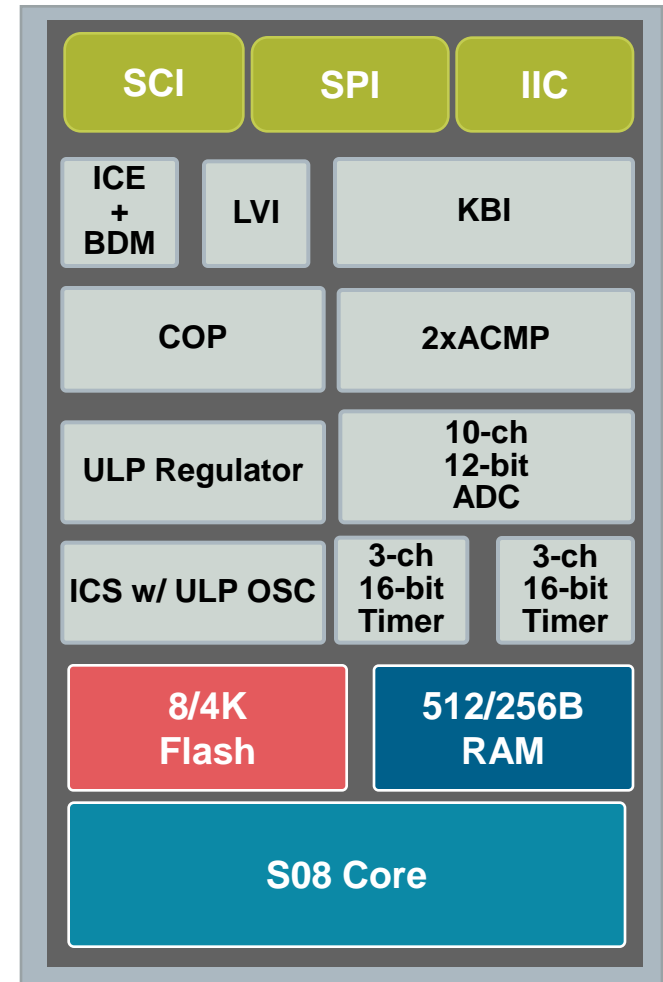 SCI
SPI
IIC
ICE
+
BDM
LVI
KBI
COP
2xACMP
ULP Regulator
10-ch
12-bit
ADC
ICS w/ ULP OSC
3-ch
16-bit
Timer
3-ch
16-bit
Timer
8/4K
Flash
512/256B
RAM
S08 Core